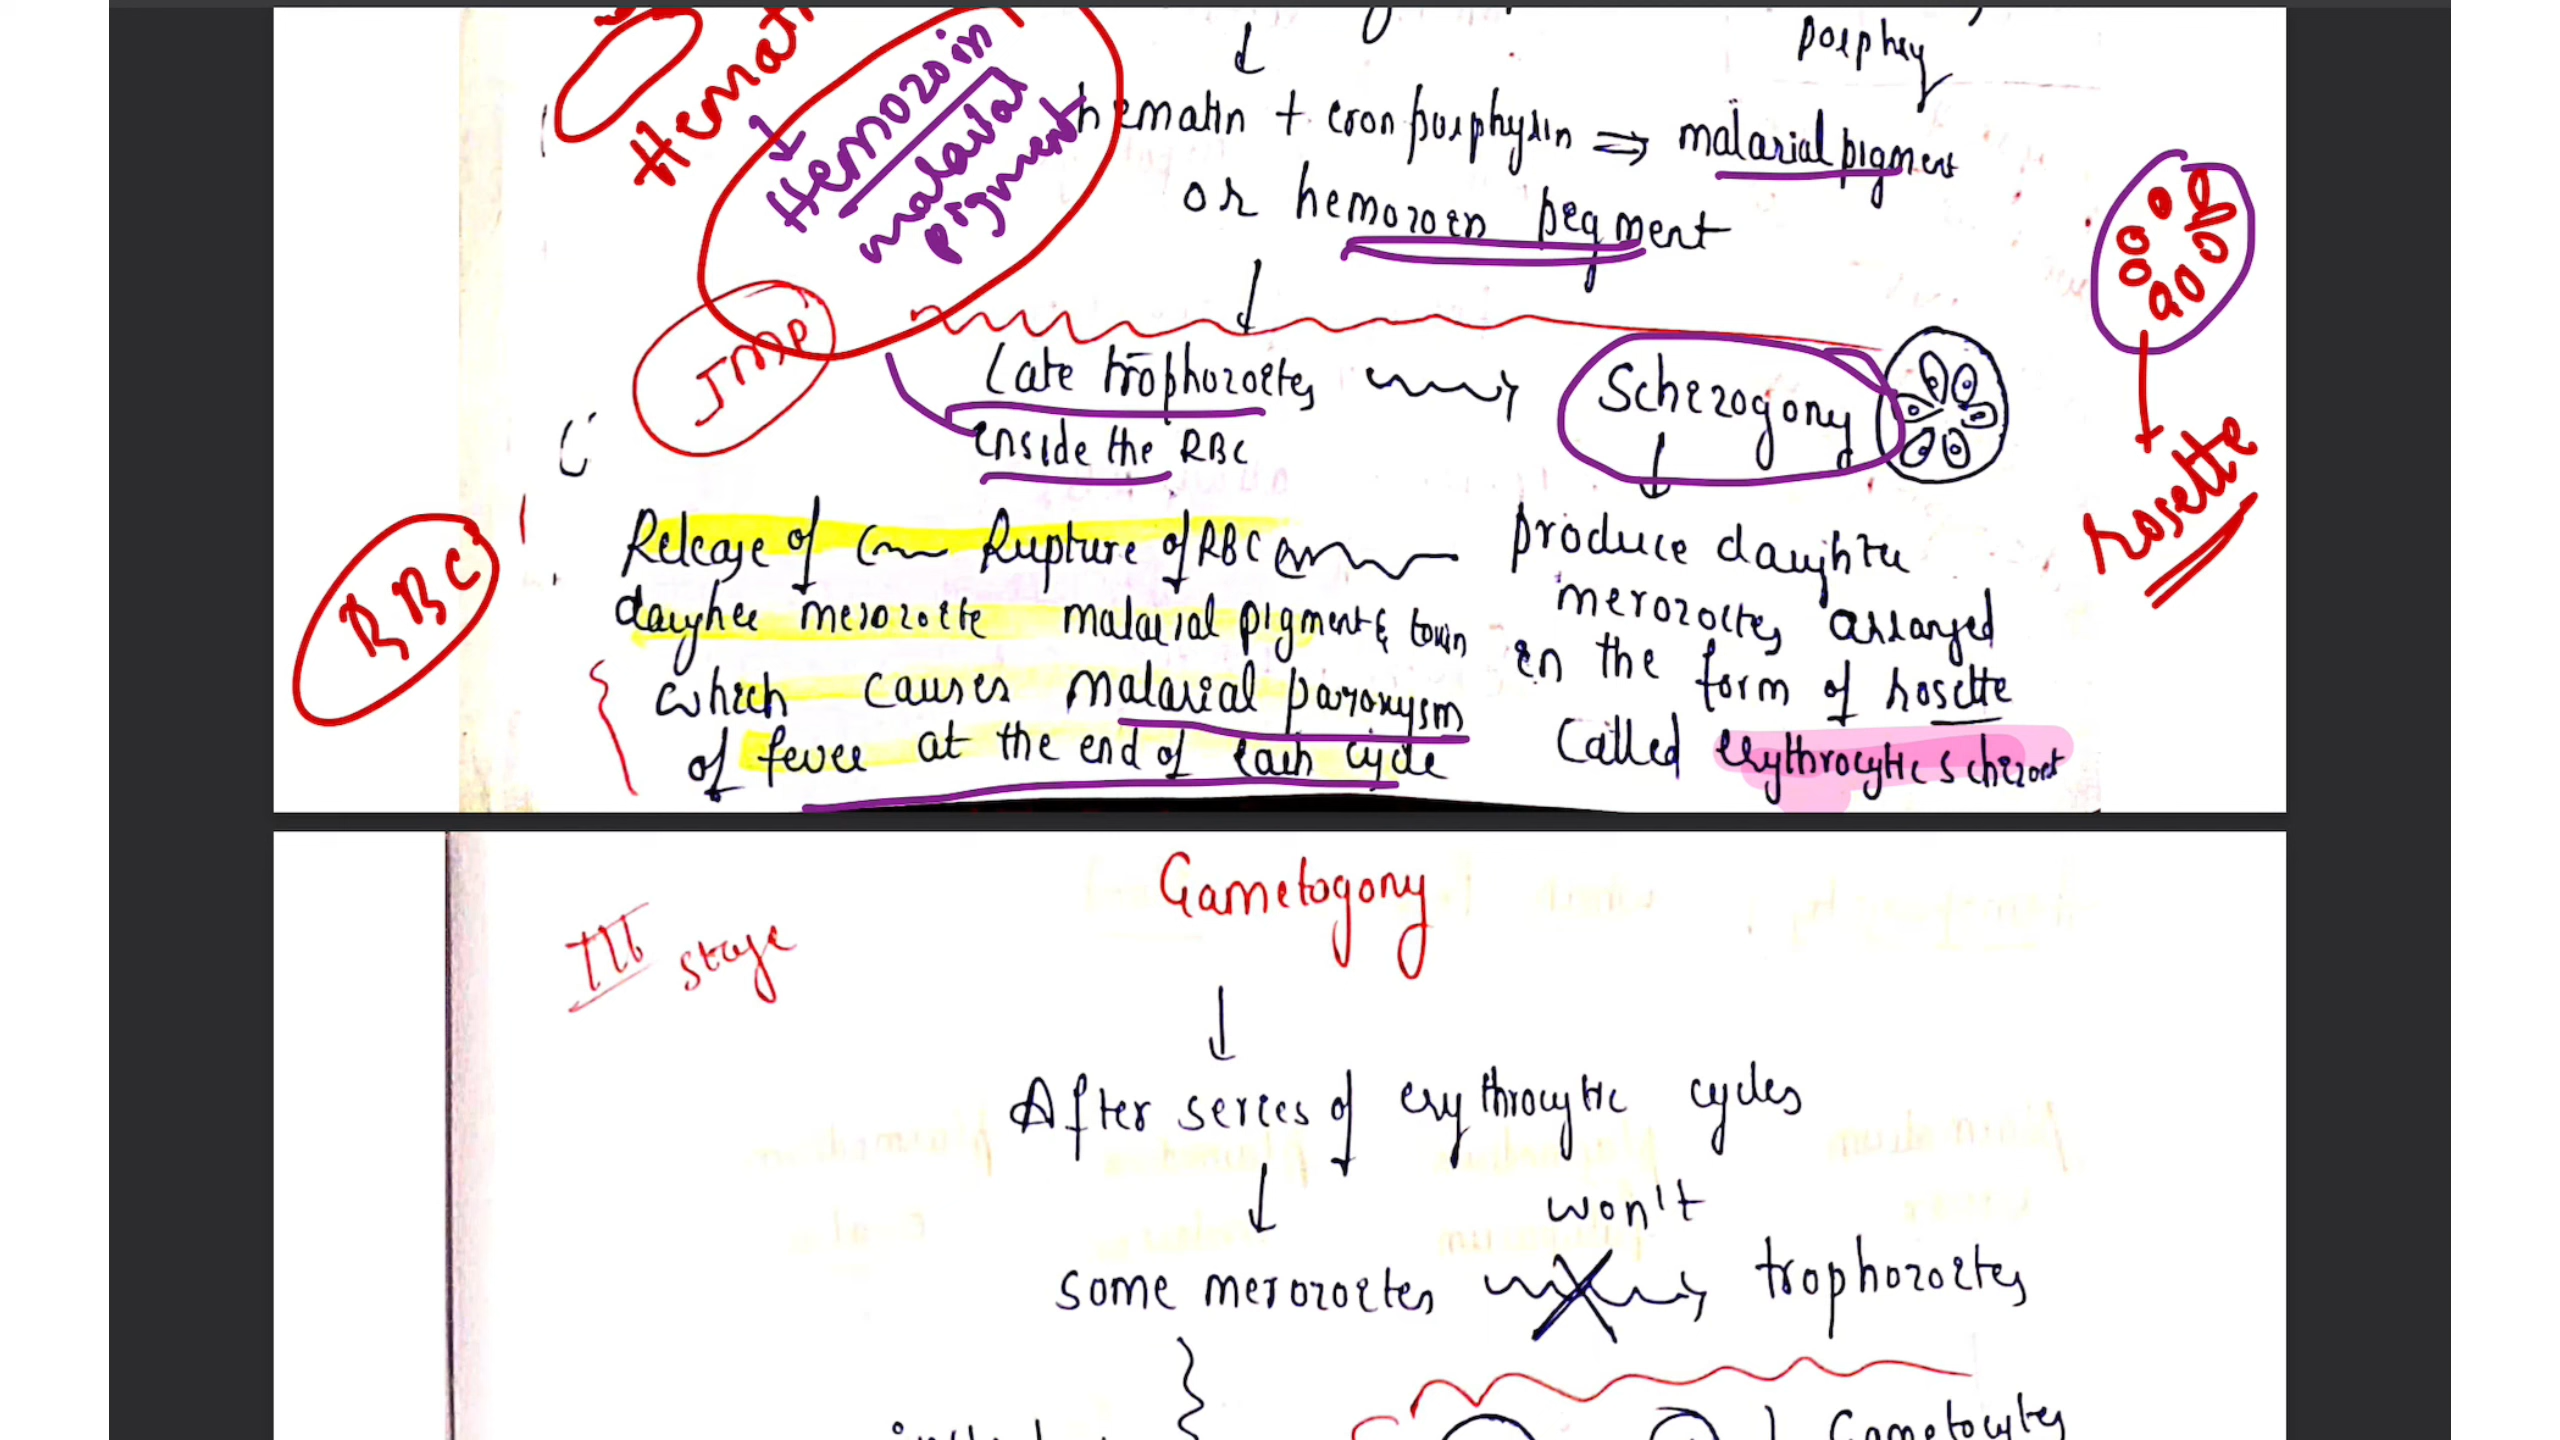 porphy
Hemati
Hemozoin
malarial
pigment
hematin + iron porphyrin ⇒ malarial pigment
or hemozoin pigment
Imp
Late trophozoites → Schizogony
inside the RBC
rosette
RBC
Release of ← Rupture of RBC ← produce daughter
daughter merozoite malarial pigment & toxin merozoites arranged
which causes malarial paroxysm in the form of rosette
of fever at the end of each cycle called erythrocytic schizont
III stage
Gametogony
After series of erythrocytic cycles
won't
some merozoites → trophozoites
Gametocytes